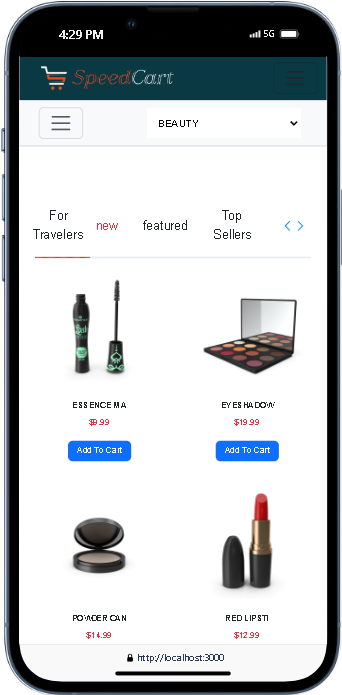 4:29 PM
5G
SpeedCart
BEAUTY
For
Travelers
new
featured
Top
Sellers
ESSENCE MA
EYESHADOW
$9.99
$19.99
Add To Cart
Add To Cart
POWDER CAN
RED LIPSTI
$14.99
$12.99
http://localhost:3000